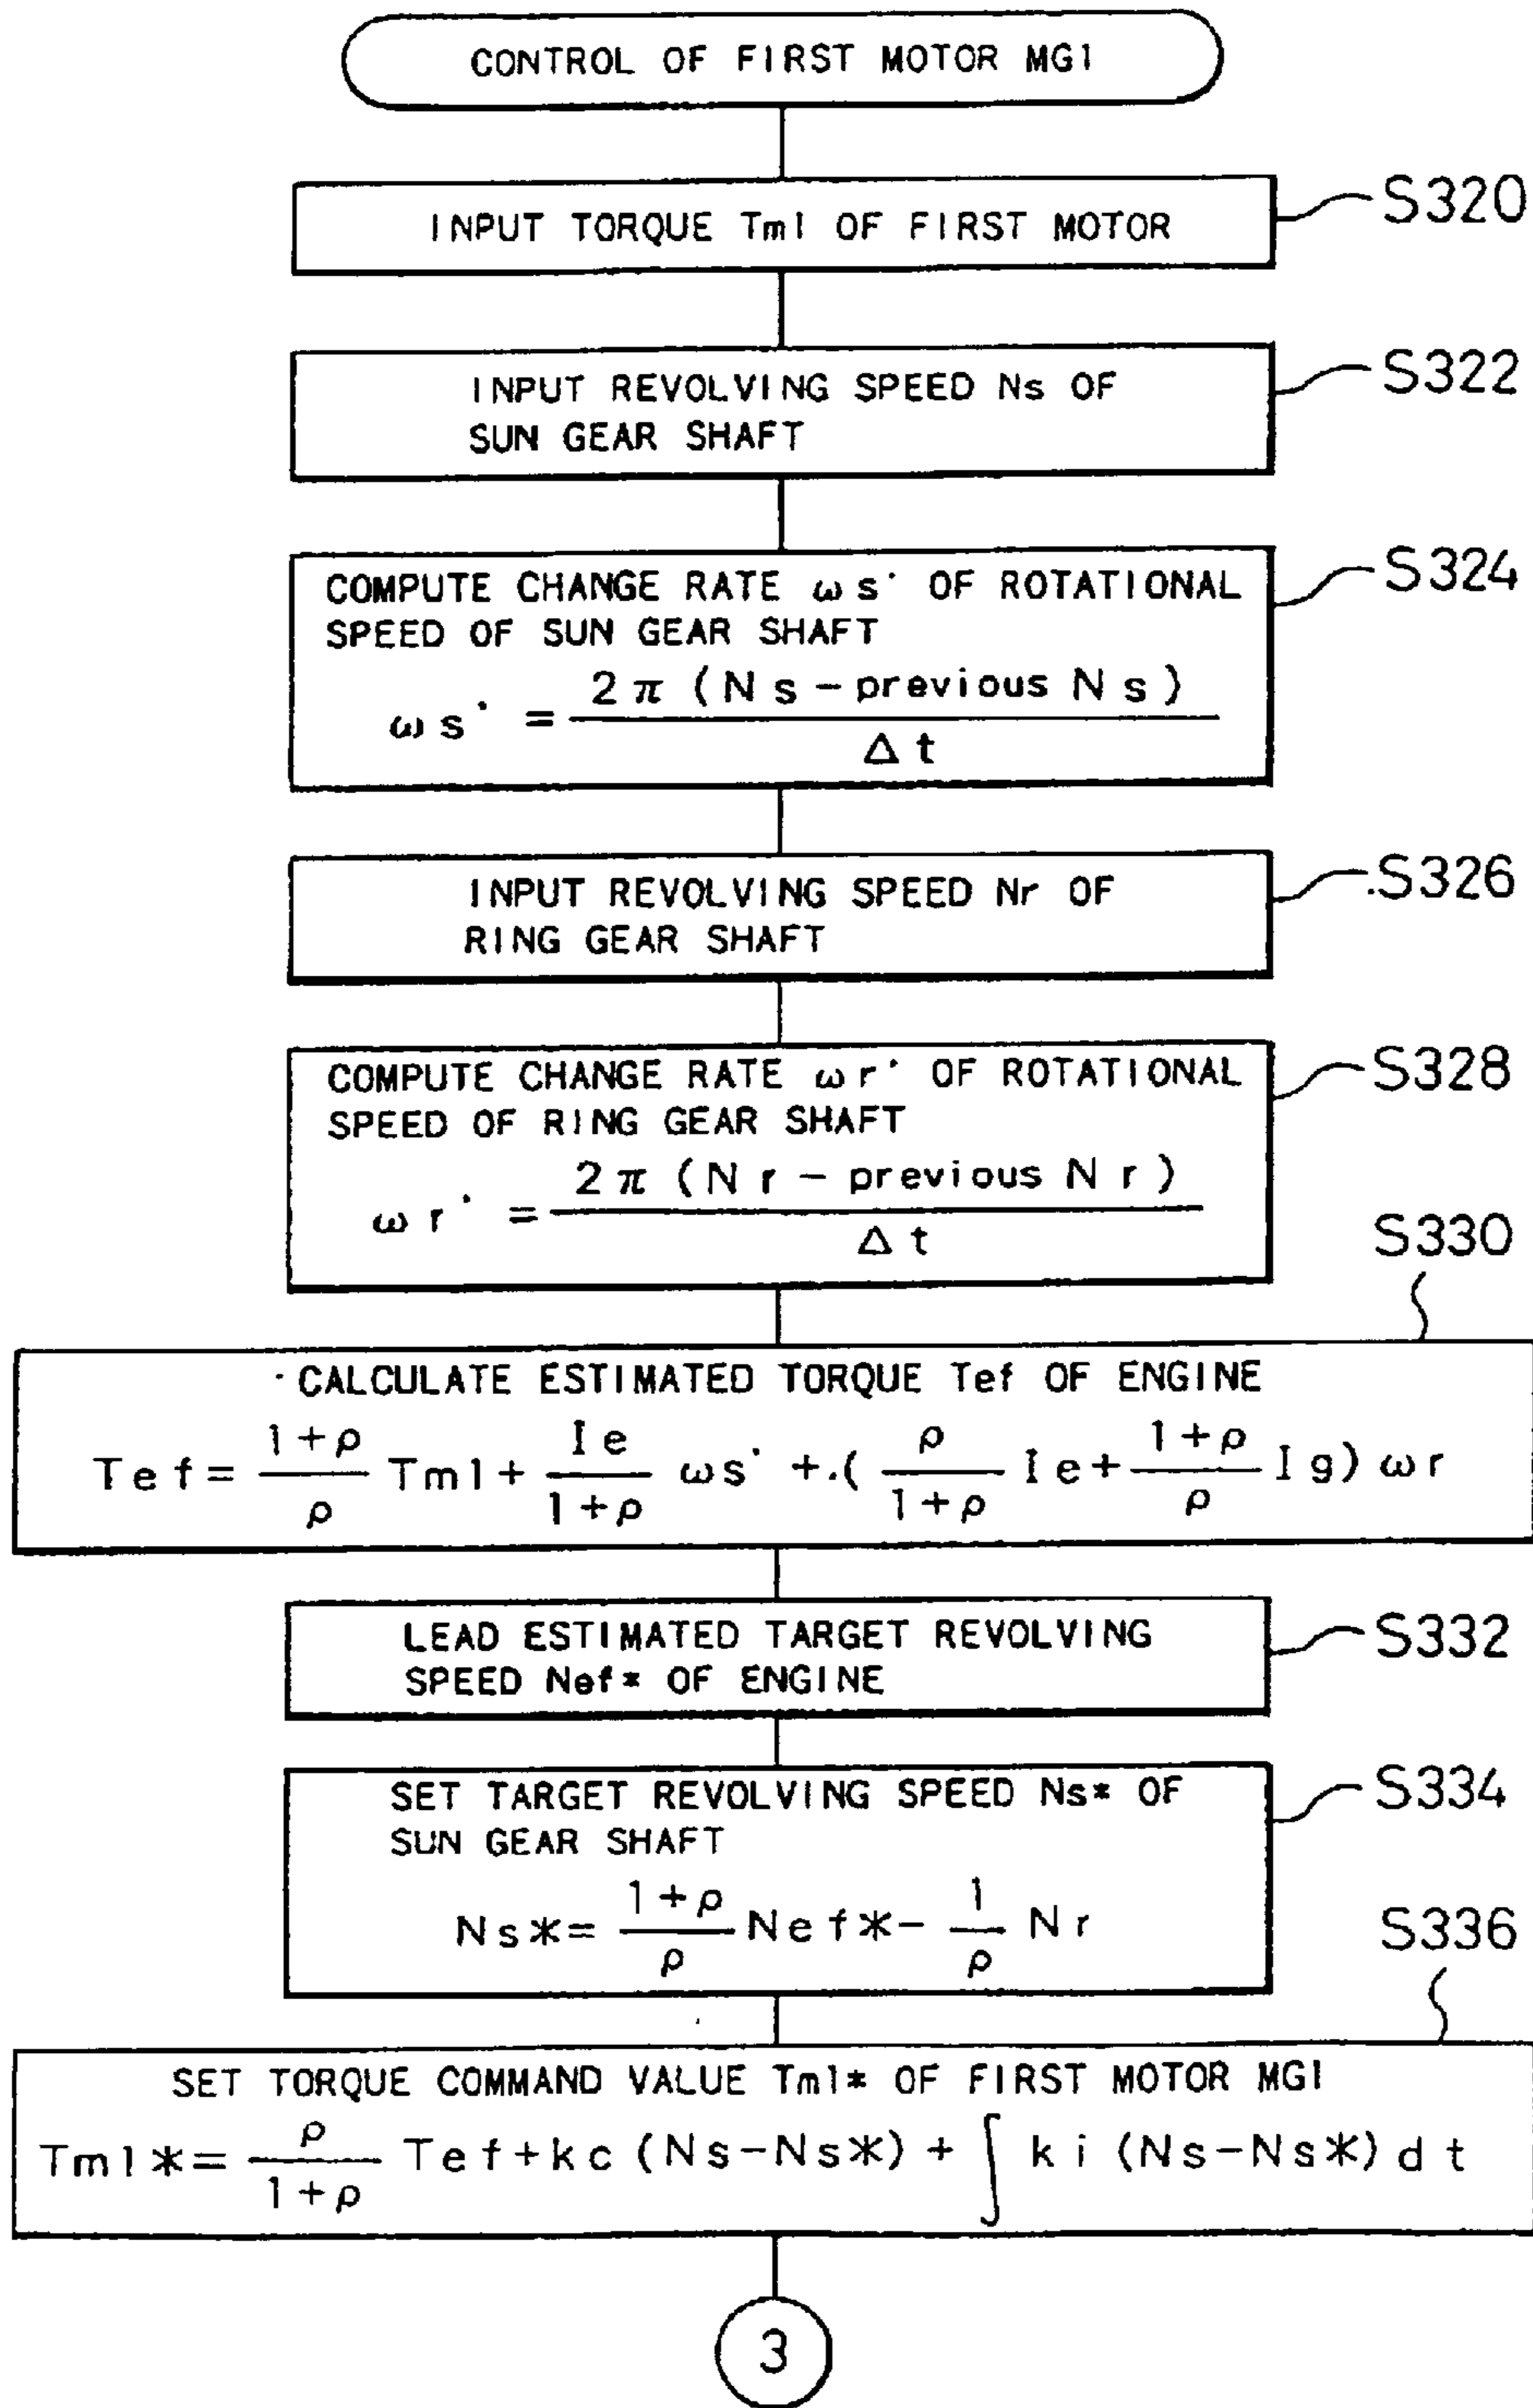 CONTROL OF FIRST MOTOR MG1
INPUT TORQUE Tm1 OF FIRST MOTOR
S320
INPUT REVOLVING SPEED Ns OF
SUN GEAR SHAFT
S322
COMPUTE CHANGE RATE ωs˙ OF ROTATIONAL
SPEED OF SUN GEAR SHAFT
ωs˙ = 2π (Ns − previous Ns) / Δt
S324
INPUT REVOLVING SPEED Nr OF
RING GEAR SHAFT
S326
COMPUTE CHANGE RATE ωr˙ OF ROTATIONAL
SPEED OF RING GEAR SHAFT
ωr˙ = 2π (Nr − previous Nr) / Δt
S328
S330
CALCULATE ESTIMATED TORQUE Tef OF ENGINE
Tef = (1+ρ)/ρ Tm1 + Ie/(1+ρ) ωs˙ + (ρ/(1+ρ) Ie + (1+ρ)/ρ Ig) ωr
LEAD ESTIMATED TARGET REVOLVING
SPEED Nef* OF ENGINE
S332
SET TARGET REVOLVING SPEED Ns* OF
SUN GEAR SHAFT
Ns* = (1+ρ)/ρ Nef* − 1/ρ Nr
S334
S336
SET TORQUE COMMAND VALUE Tm1* OF FIRST MOTOR MG1
Tm1* = ρ/(1+ρ) Tef + kc (Ns−Ns*) + ∫ ki (Ns−Ns*) dt
3